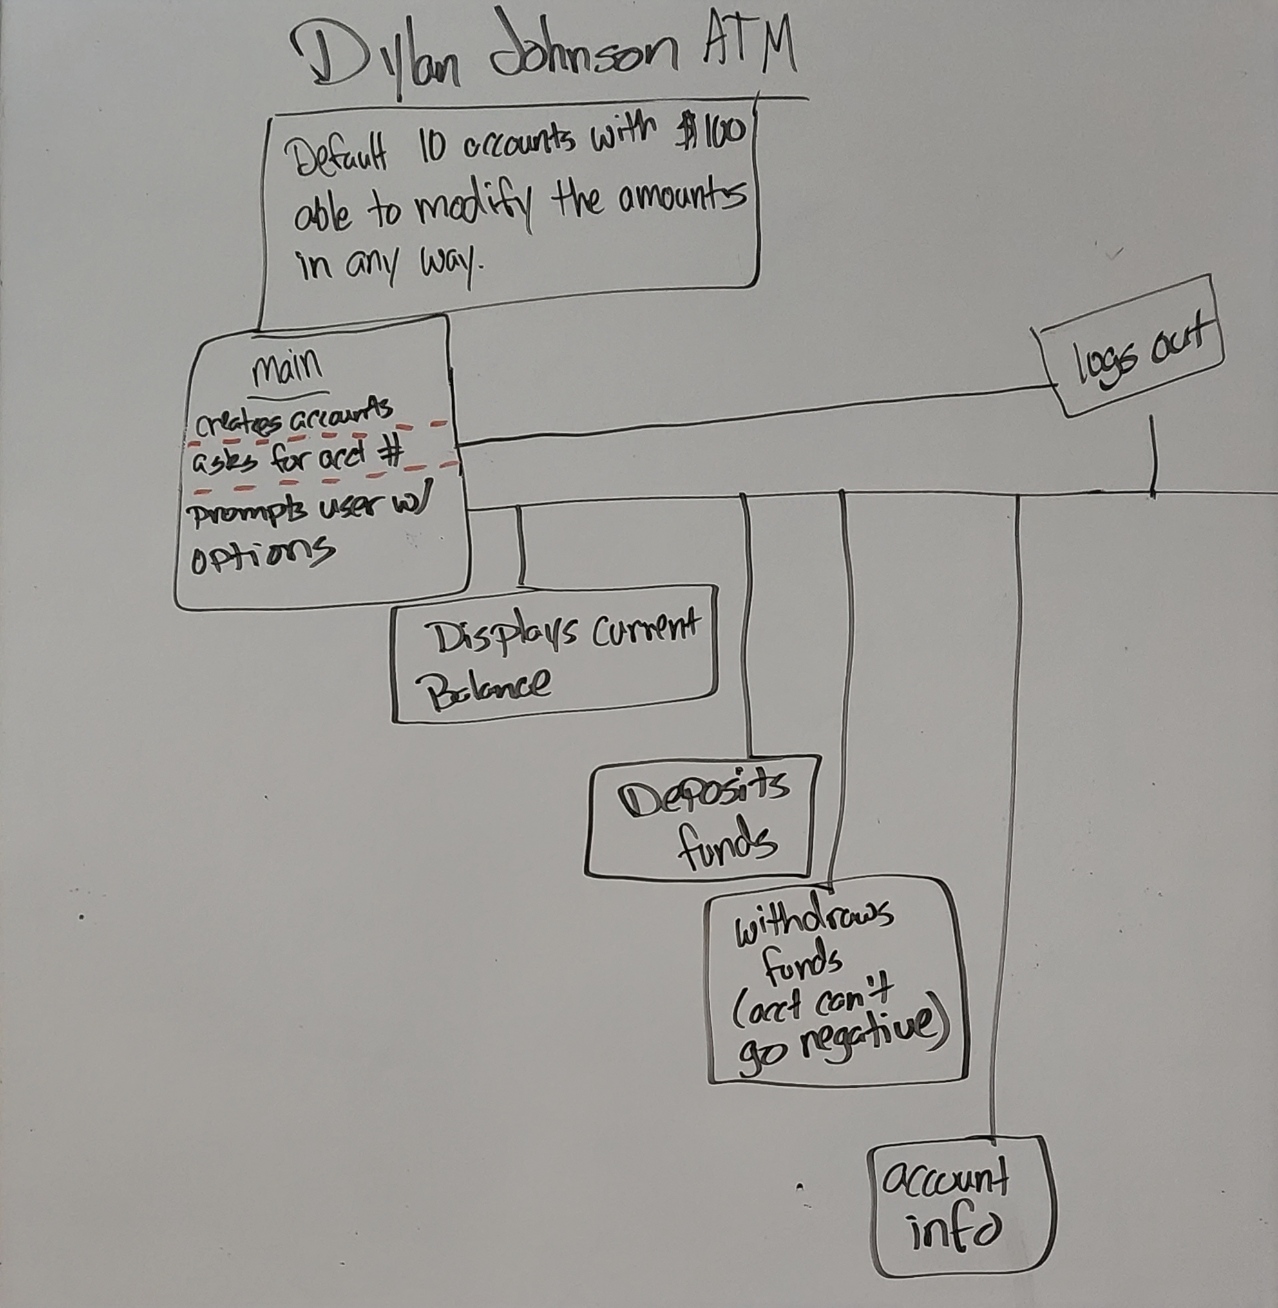 Dylan Johnson ATM
Default 10 accounts with $100
able to modify the amounts
in any way.
main
creates accounts
asks for acct #
prompts user w/
options
logs out
Displays current
Balance
Deposits
funds
withdraws
funds
(acct can't
go negative)
account
info